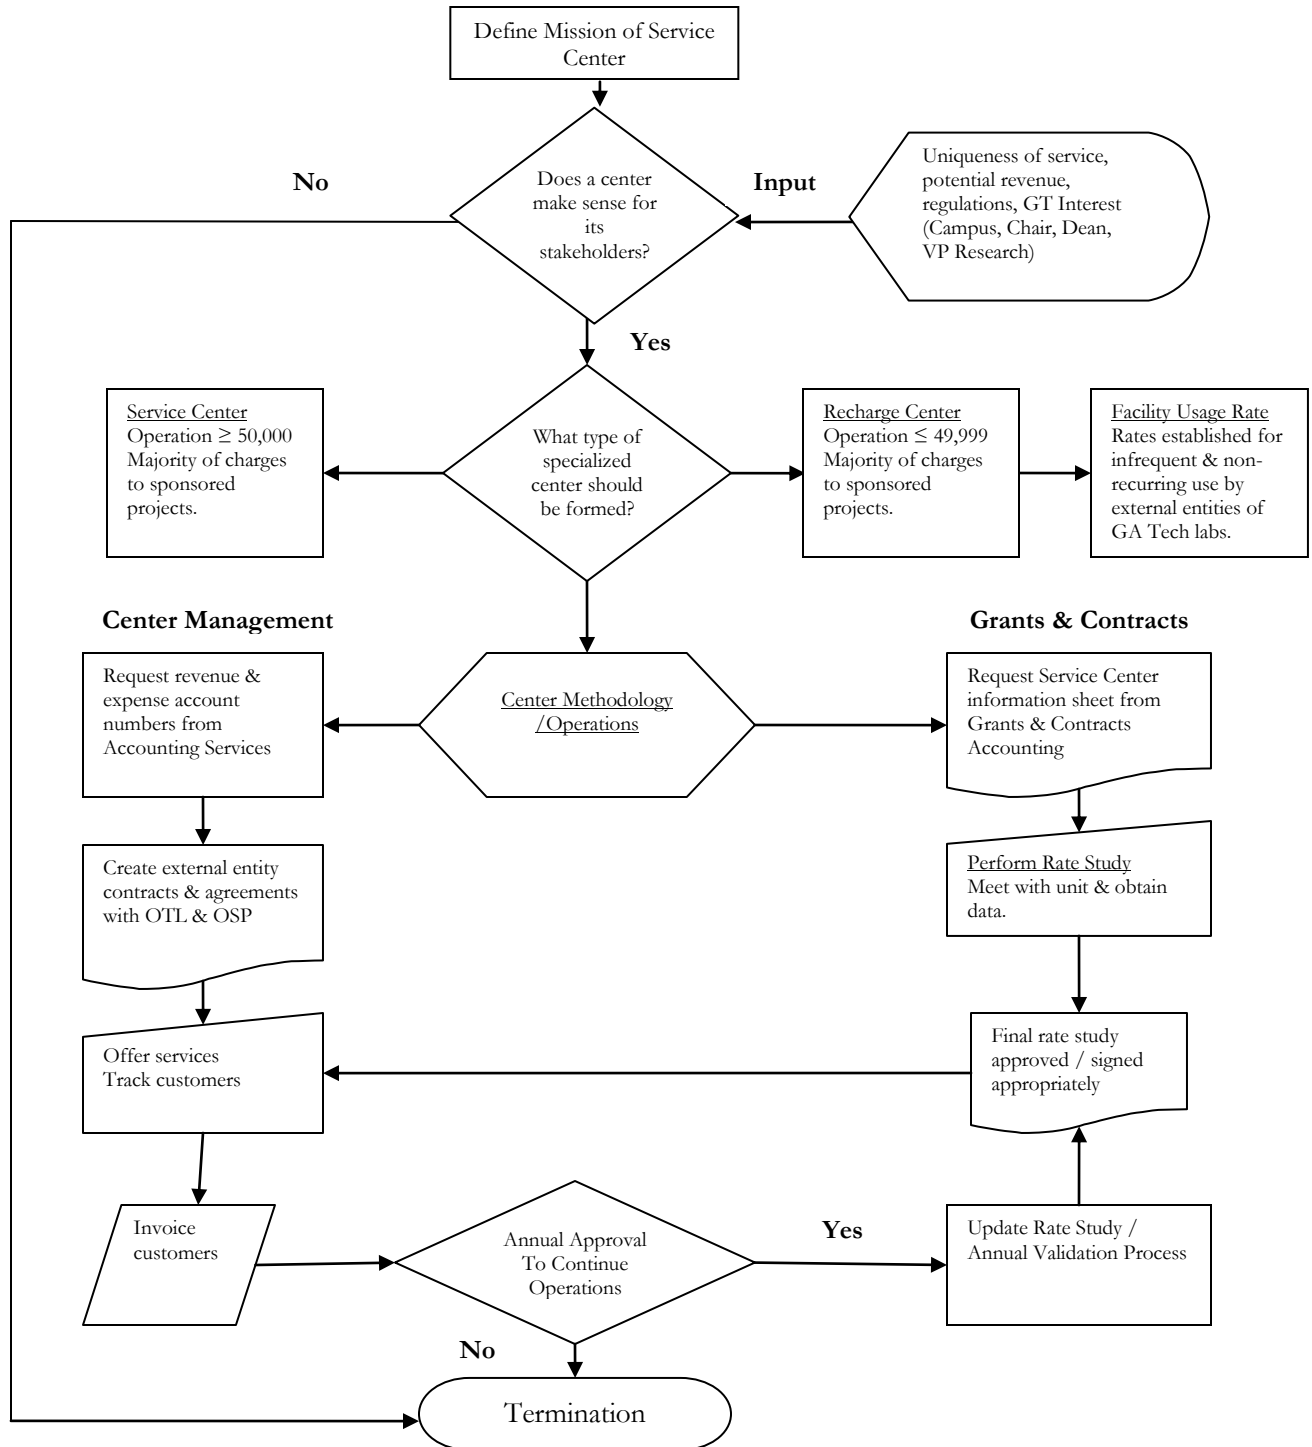 Define Mission of Service
Center
No
Does a center
make sense for
its
stakeholders?
Input
Uniqueness of service,
potential revenue,
regulations, GT Interest
(Campus, Chair, Dean,
VP Research)
Yes
Service Center
Operation ≥ 50,000
Majority of charges
to sponsored
projects.
What type of
specialized
center should
be formed?
Recharge Center
Operation ≤ 49,999
Majority of charges
to sponsored
projects.
Facility Usage Rate
Rates established for
infrequent & non-
recurring use by
external entities of
GA Tech labs.
Center Management
Grants & Contracts
Request revenue &
expense account
numbers from
Accounting Services
Center Methodology
/Operations
Request Service Center
information sheet from
Grants & Contracts
Accounting
Create external entity
contracts & agreements
with OTL & OSP
Perform Rate Study
Meet with unit & obtain
data.
Offer services
Track customers
Final rate study
approved / signed
appropriately
Invoice
customers
Annual Approval
To Continue
Operations
Yes
Update Rate Study /
Annual Validation Process
No
Termination